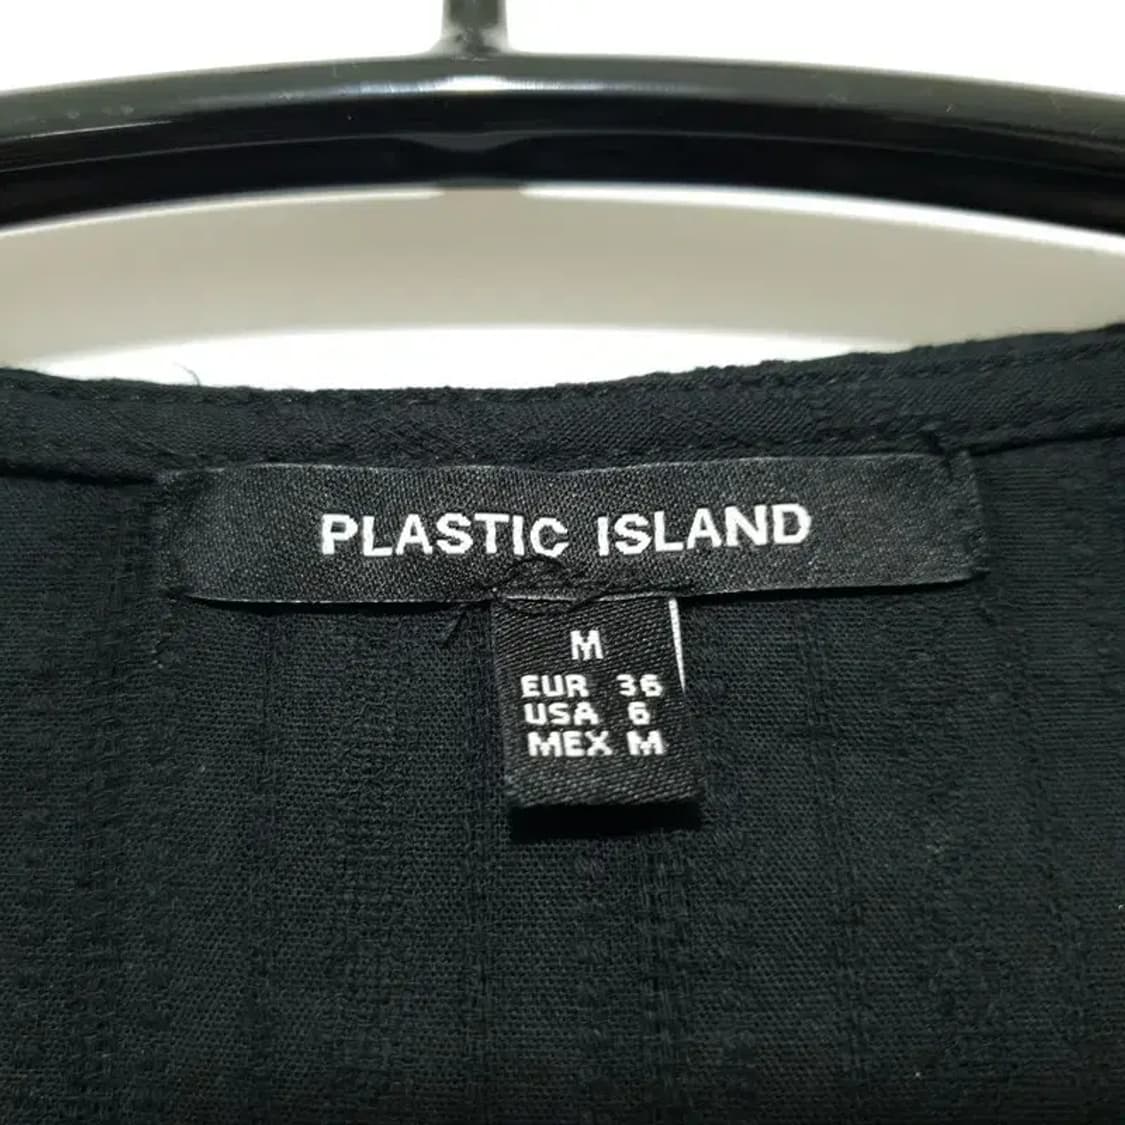 PLASTIC ISLAND
M
EUR 36
USA 6
MEX M